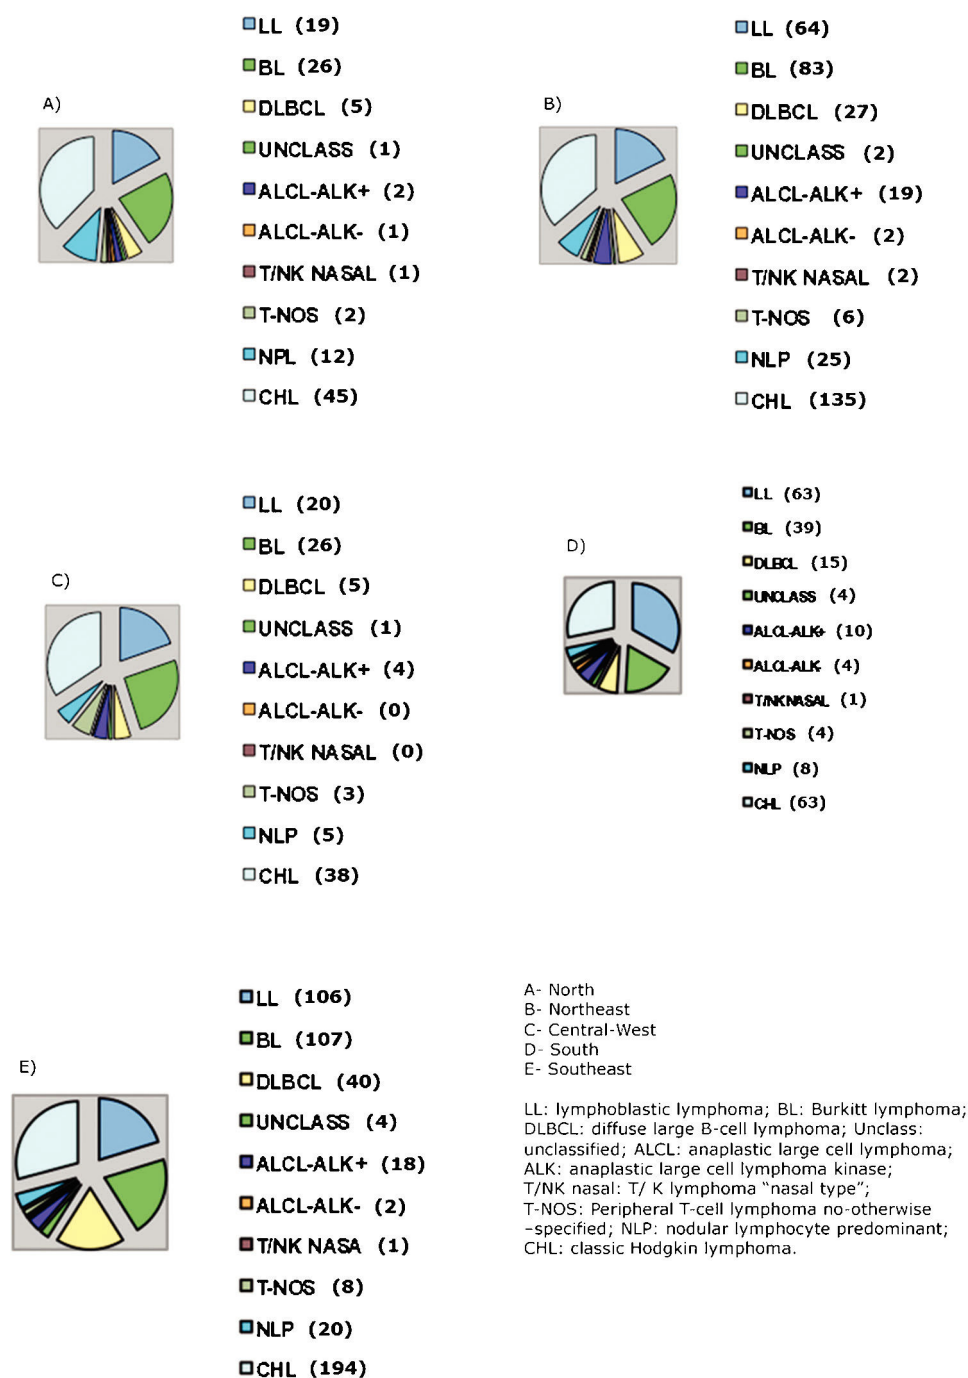 A)
LL (19)
BL (26)
DLBCL (5)
UNCLASS (1)
ALCL-ALK+ (2)
ALCL-ALK- (1)
T/NK NASAL (1)
T-NOS (2)
NPL (12)
CHL (45)
B)
LL (64)
BL (83)
DLBCL (27)
UNCLASS (2)
ALCL-ALK+ (19)
ALCL-ALK- (2)
T/NK NASAL (2)
T-NOS (6)
NLP (25)
CHL (135)
C)
LL (20)
BL (26)
DLBCL (5)
UNCLASS (1)
ALCL-ALK+ (4)
ALCL-ALK- (0)
T/NK NASAL (0)
T-NOS (3)
NLP (5)
CHL (38)
D)
LL (63)
BL (39)
DLBCL (15)
UNCLASS (4)
ALCL-ALK+ (10)
ALCL-ALK- (4)
T/NK NASAL (1)
T-NOS (4)
NLP (8)
CHL (63)
E)
LL (106)
BL (107)
DLBCL (40)
UNCLASS (4)
ALCL-ALK+ (18)
ALCL-ALK- (2)
T/NK NASA (1)
T-NOS (8)
NLP (20)
CHL (194)
A- North
B- Northeast
C- Central-West
D- South
E- Southeast
LL: lymphoblastic lymphoma; BL: Burkitt lymphoma;
DLBCL: diffuse large B-cell lymphoma; Unclass:
unclassified; ALCL: anaplastic large cell lymphoma;
ALK: anaplastic large cell lymphoma kinase;
T/NK nasal: T/ K lymphoma "nasal type";
T-NOS: Peripheral T-cell lymphoma no-otherwise
–specified; NLP: nodular lymphocyte predominant;
CHL: classic Hodgkin lymphoma.